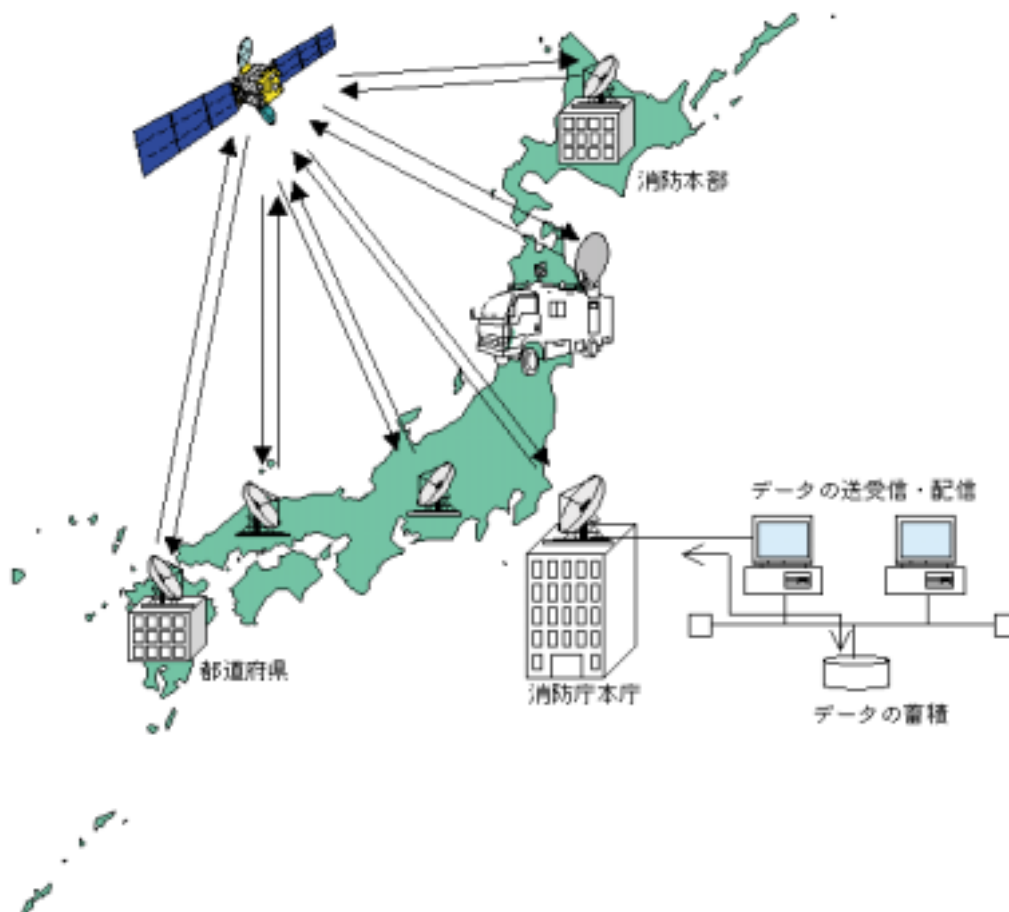 消防本部
データの送受信・配信
都道府県
消防庁本庁
データの蓄積